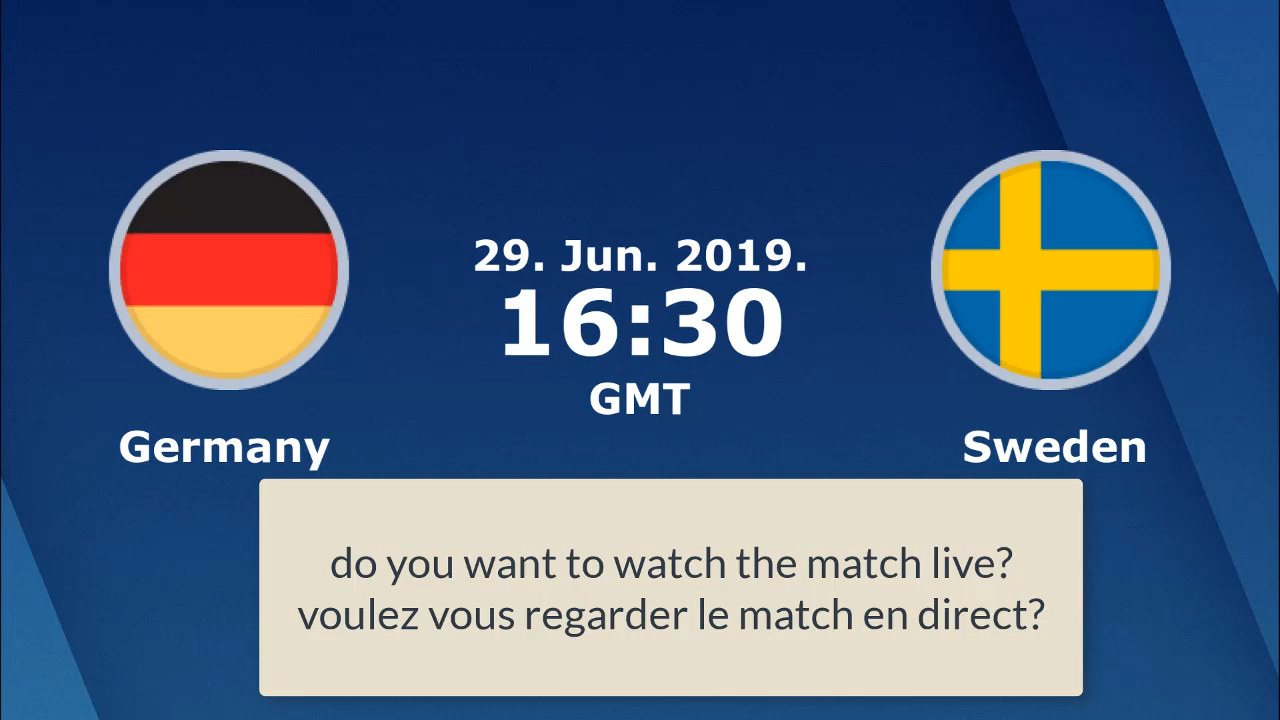 29. Jun. 2019.
16:30
GMT
Germany
Sweden
do you want to watch the match live?
voulez vous regarder le match en direct?